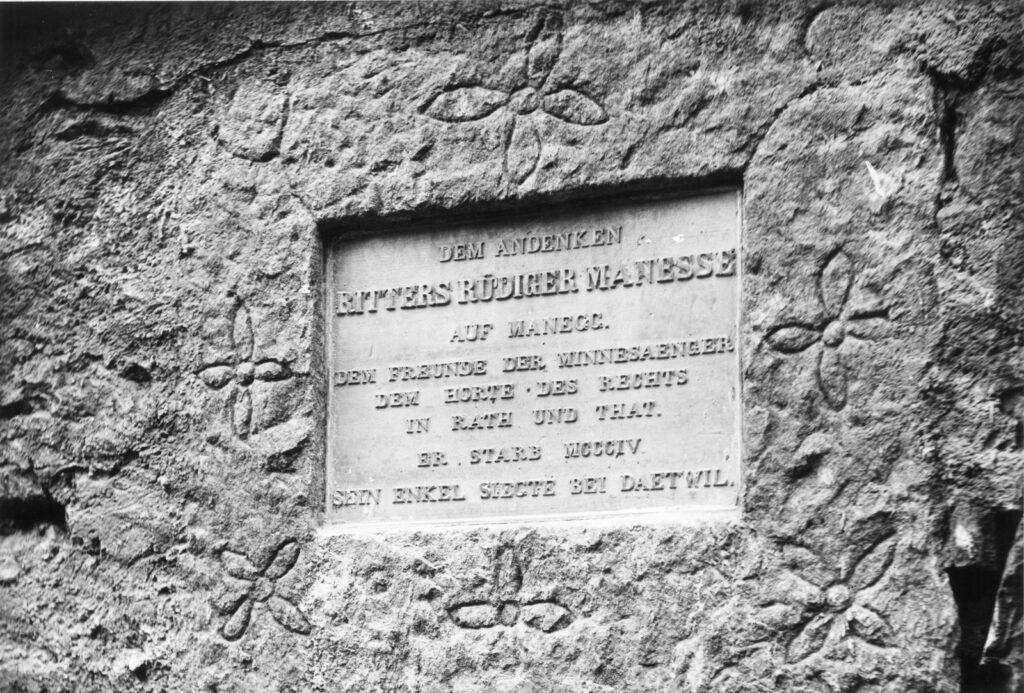 DEM ANDENKEN
RITTERS RÜDIGER MANESSE
AUF MANEGG.
DEM FREUNDE DER MINNESAENGER
DEM HORTE · DES RECHTS
IN RATH UND THAT.
ER STARB MCCCIV.
SEIN ENKEL SIEGTE BEI DAETWIL.